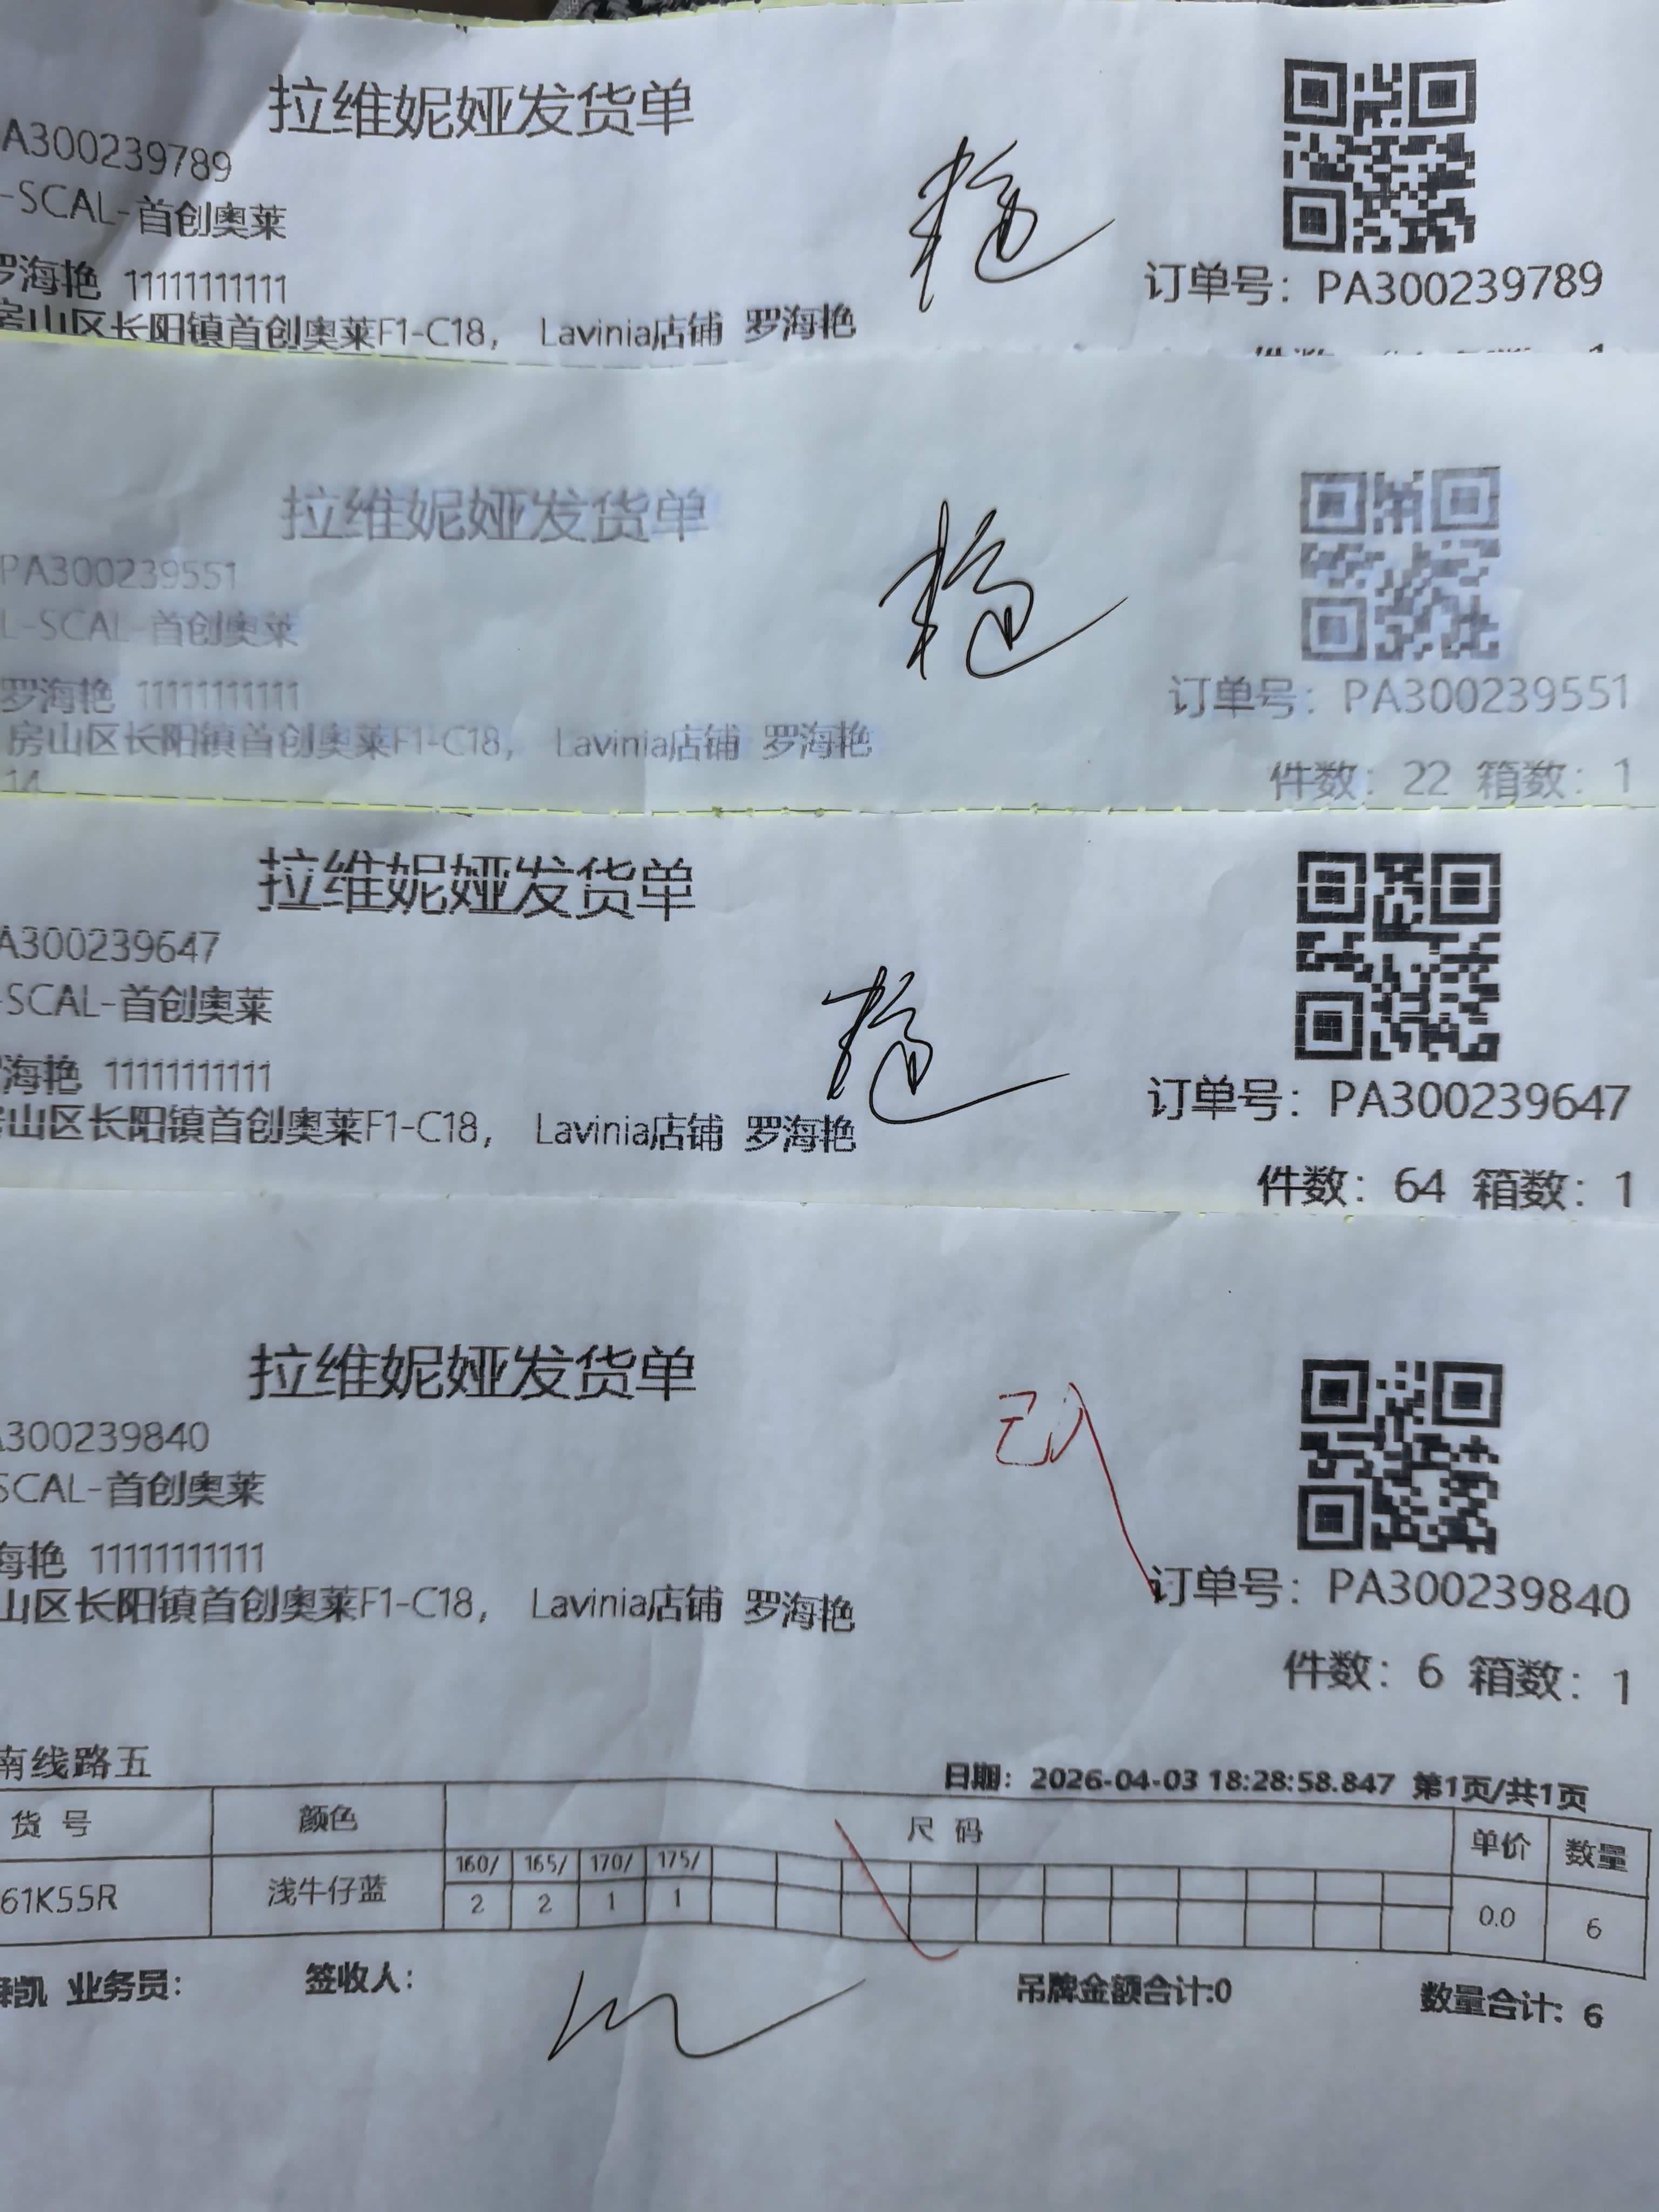 拉维妮娅发货单
A300239789
-SCAL-首创奥莱
罗海艳 11111111111
房山区长阳镇首创奥莱F1-C18， Lavinia店铺 罗海艳
订单号：PA300239789
拉维妮娅发货单
PA300239551
L-SCAL-首创奥莱
罗海艳 11111111111
房山区长阳镇首创奥莱F1-C18， Lavinia店铺 罗海艳
订单号：PA300239551
件数：22 箱数：1
拉维妮娅发货单
A300239647
-SCAL-首创奥莱
海艳 11111111111
山区长阳镇首创奥莱F1-C18， Lavinia店铺 罗海艳
订单号：PA300239647
件数：64 箱数：1
拉维妮娅发货单
300239840
SCAL-首创奥莱
海艳 11111111111
山区长阳镇首创奥莱F1-C18， Lavinia店铺 罗海艳
已入
订单号：PA300239840
件数：6 箱数：1
南线路五
日期：2026-04-03 18:28:58.847 第1页/共1页
货号 颜色 尺码 单价 数量
160/ 165/ 170/ 175/
61K55R 浅牛仔蓝 2 2 1 1 0.0 6
凯 业务员： 签收人： 吊牌金额合计:0 数量合计：6